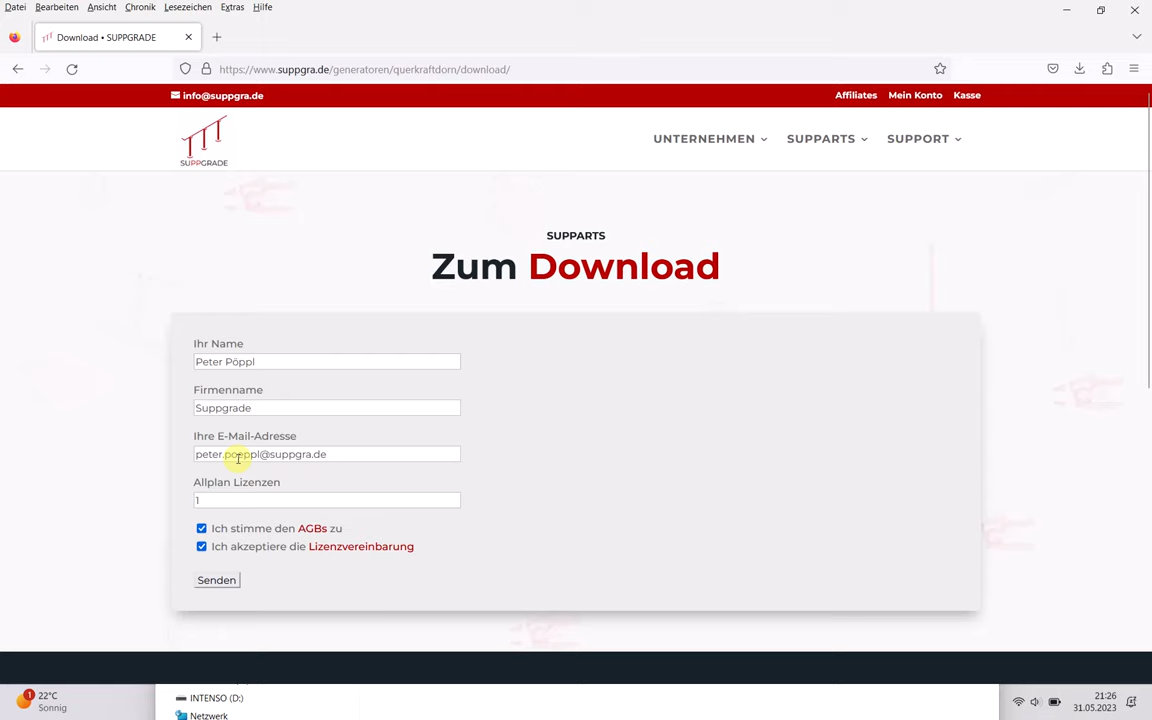 Datei Bearbeiten Ansicht Chronik Lesezeichen Extras Hilfe
Download • SUPPGRADE
https://www.suppgra.de/generatoren/querkraftdorn/download/
info@suppgra.de Affiliates Mein Konto Kasse
SUPPGRADE
UNTERNEHMEN SUPPARTS SUPPORT
SUPPARTS
Zum Download
Ihr Name
Peter Pöppl
Firmenname
Suppgrade
Ihre E-Mail-Adresse
peter.poeppl@suppgra.de
Allplan Lizenzen
1
Ich stimme den AGBs zu
Ich akzeptiere die Lizenzvereinbarung
Senden
INTENSO (D:)
Netzwerk
1
22°C
Sonnig
21:26
31.05.2023